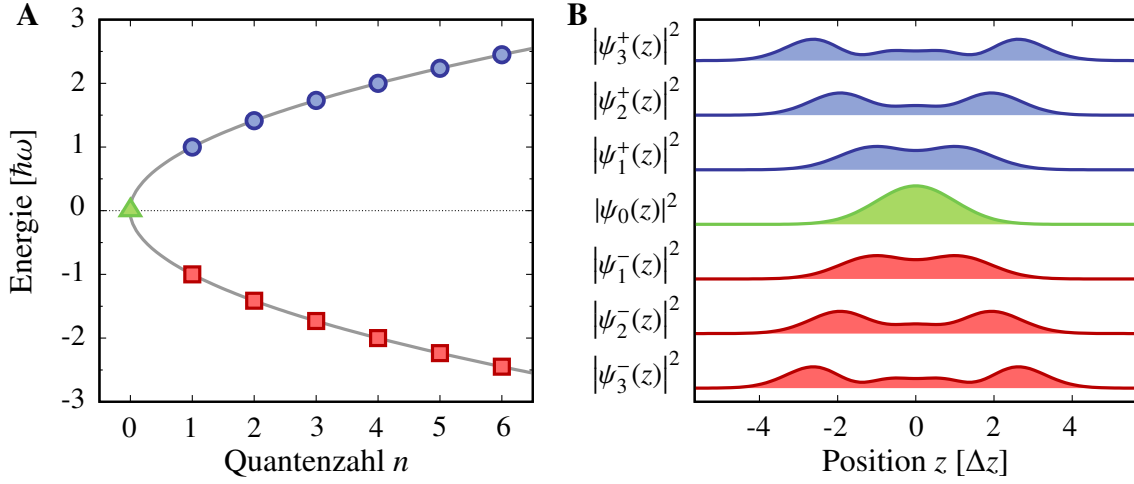 A
Energie [ħω]
3
2
1
0
-1
-2
-3
0 1 2 3 4 5 6
Quantenzahl n
B
|ψ₃⁺(z)|²
|ψ₂⁺(z)|²
|ψ₁⁺(z)|²
|ψ₀(z)|²
|ψ₁⁻(z)|²
|ψ₂⁻(z)|²
|ψ₃⁻(z)|²
-4 -2 0 2 4
Position z [Δz]